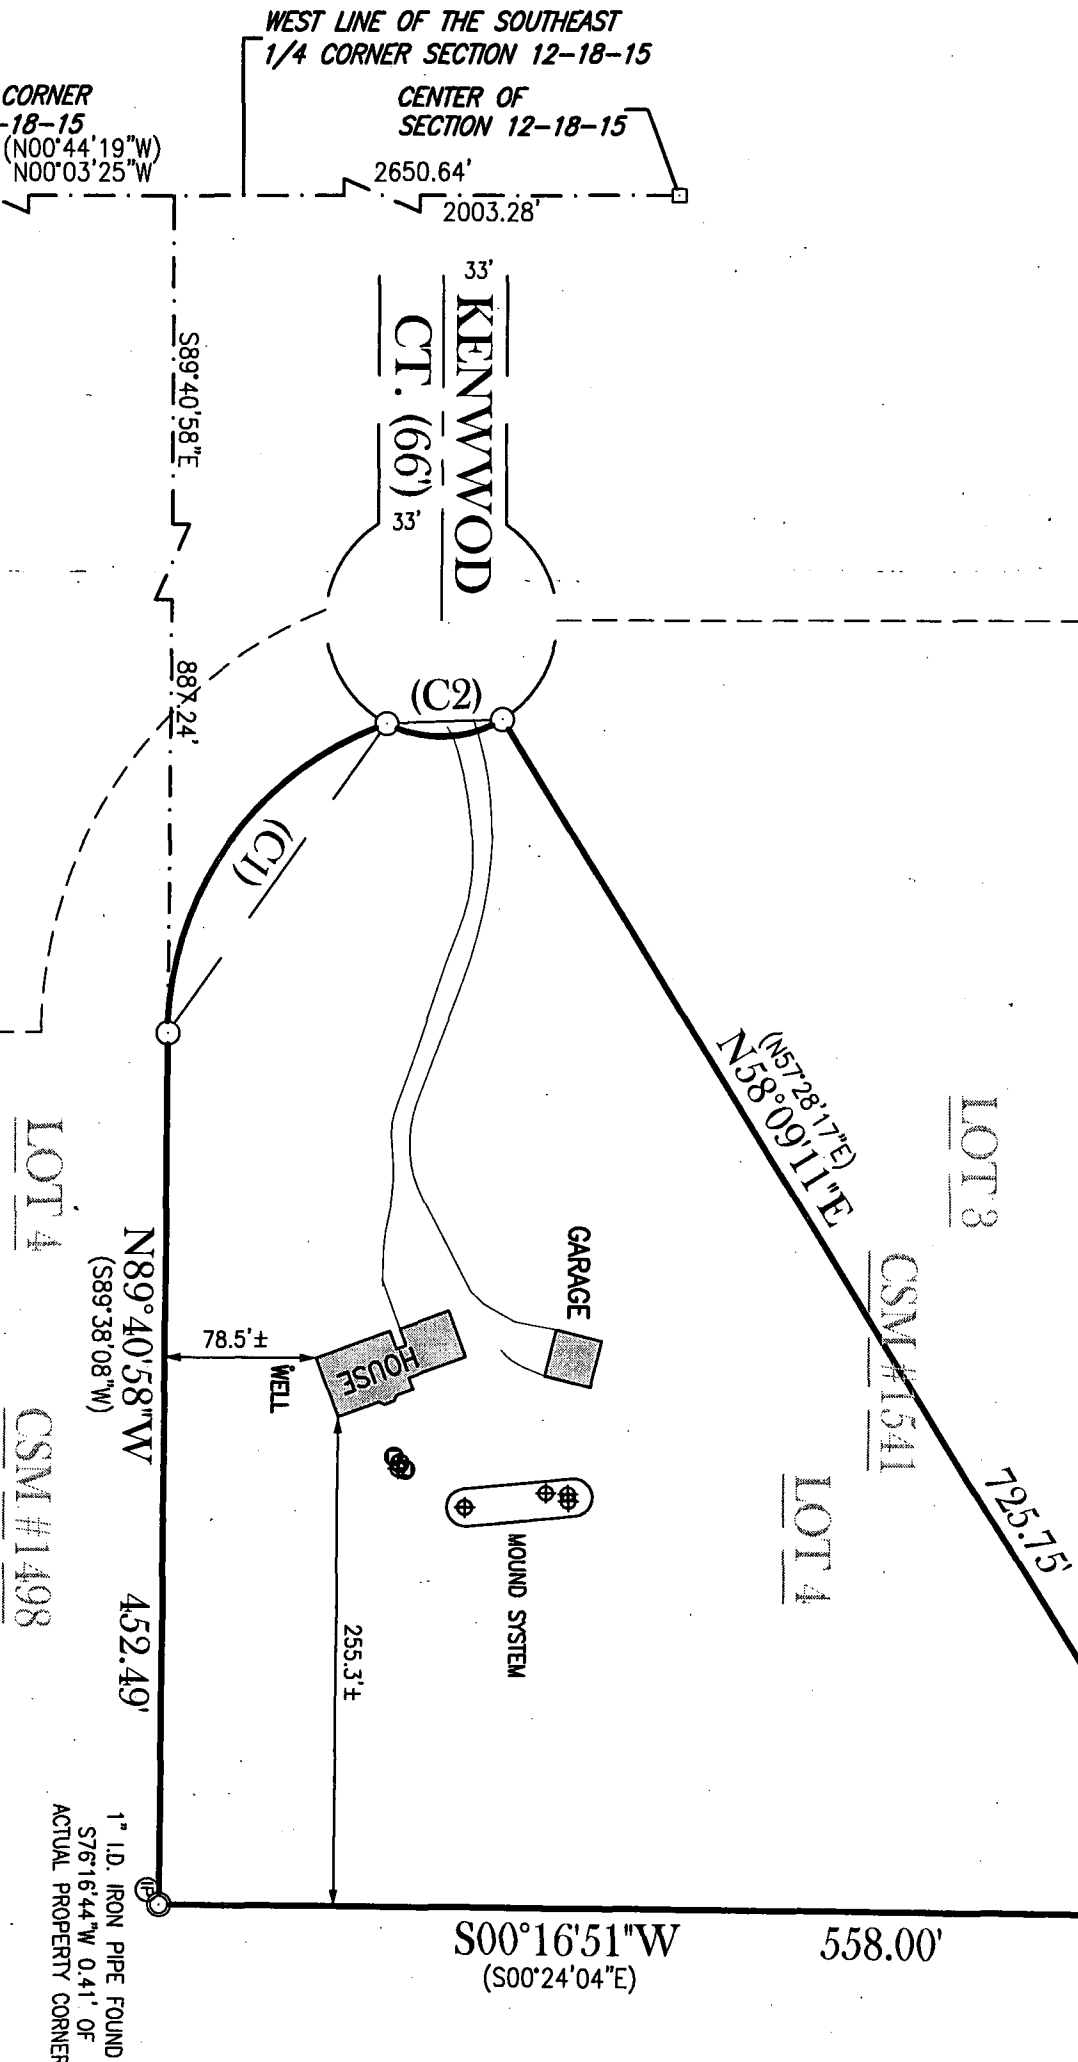 WEST LINE OF THE SOUTHEAST
1/4 CORNER SECTION 12-18-15
CORNER
-18-15
(N00°44'19"W)
N00°03'25"W
CENTER OF
SECTION 12-18-15
2650.64'
2003.28'
33'
KENWWOD
CT. (66')
33'
S89°40'58"E
887.24'
(C2)
(C1)
(N57°28'17"E)
N58°09'11"E
725.75'
LOT 3
CSM #1541
LOT 4
LOT 4
CSM #1498
N89°40'58"W
(S89°38'08"W)
452.49'
GARAGE
78.5'±
HOUSE
WELL
MOUND SYSTEM
255.3'±
IP
1" I.D. IRON PIPE FOUND
S76°16'44"W 0.41' OF
ACTUAL PROPERTY CORNER
S00°16'51"W
(S00°24'04"E)
558.00'